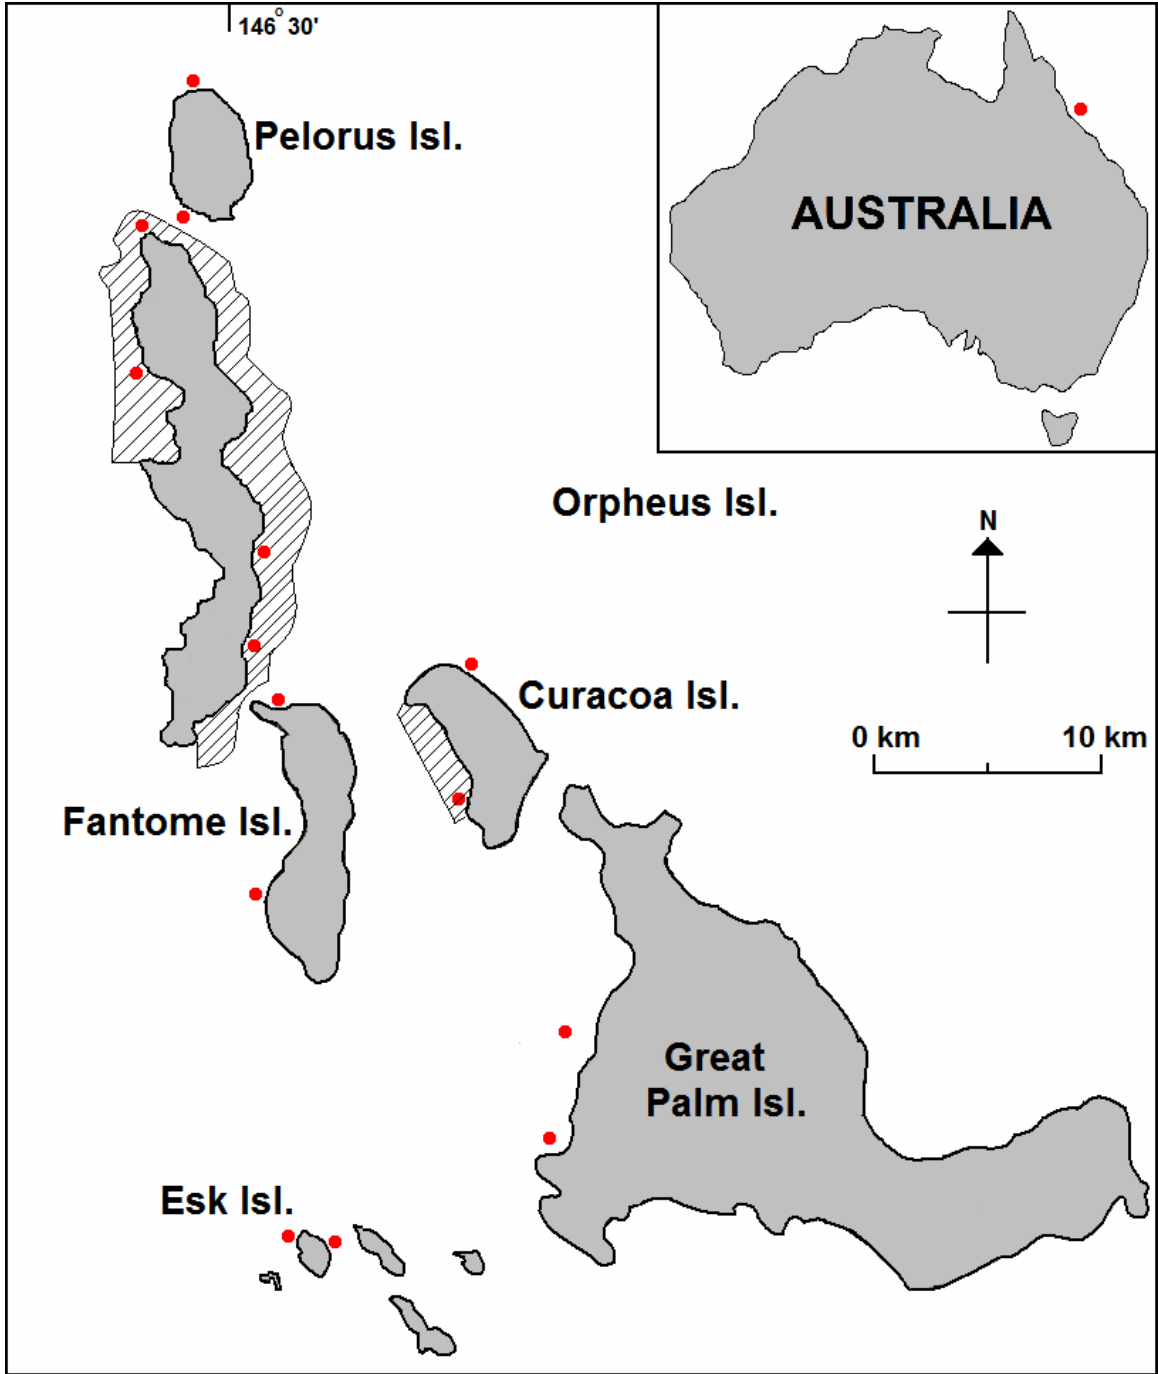 146° 30'
Pelorus Isl.
AUSTRALIA
Orpheus Isl.
N
Curacoa Isl.
0 km 10 km
Fantome Isl.
Great
Palm Isl.
Esk Isl.